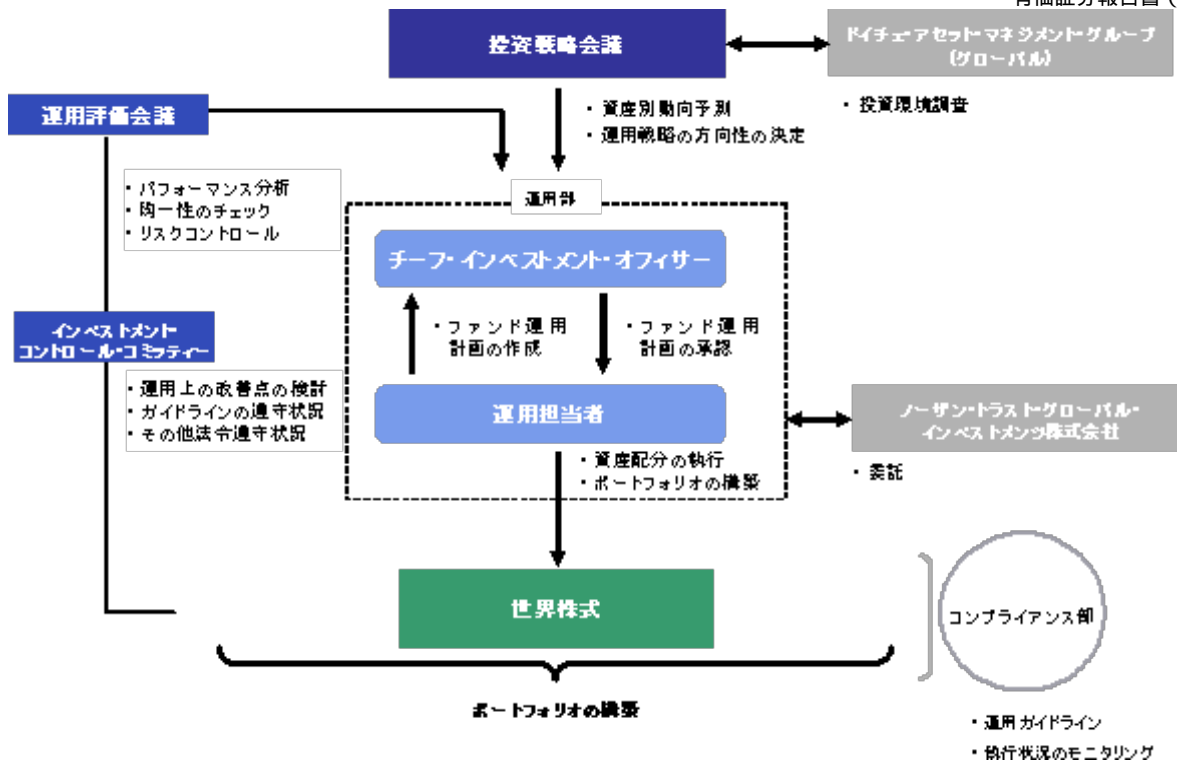 有価証券報告書(
投資戦略会議
ドイチェ・アセット・マネジメント・グループ
(グローバル)
・投資環境調査
運用評価会議
・資産別動向予測
・運用戦略の方向性の決定
・パフォーマンス分析
・均一性のチェック
・リスクコントロール
運用部
チーフ・インベストメント・オフィサー
・ファンド運用
計画の作成
・ファンド運用
計画の承認
インベストメント
コントロール・コミッティー
・運用上の改善点の検討
・ガイドラインの遵守状況
・その他法令遵守状況
運用担当者
ノーザン・トラスト・グローバル・
インベストメンツ株式会社
・委託
・資産配分の執行
・ポートフォリオの構築
世界株式
コンプライアンス部
ポートフォリオの構築
・運用ガイドライン
・執行状況のモニタリング